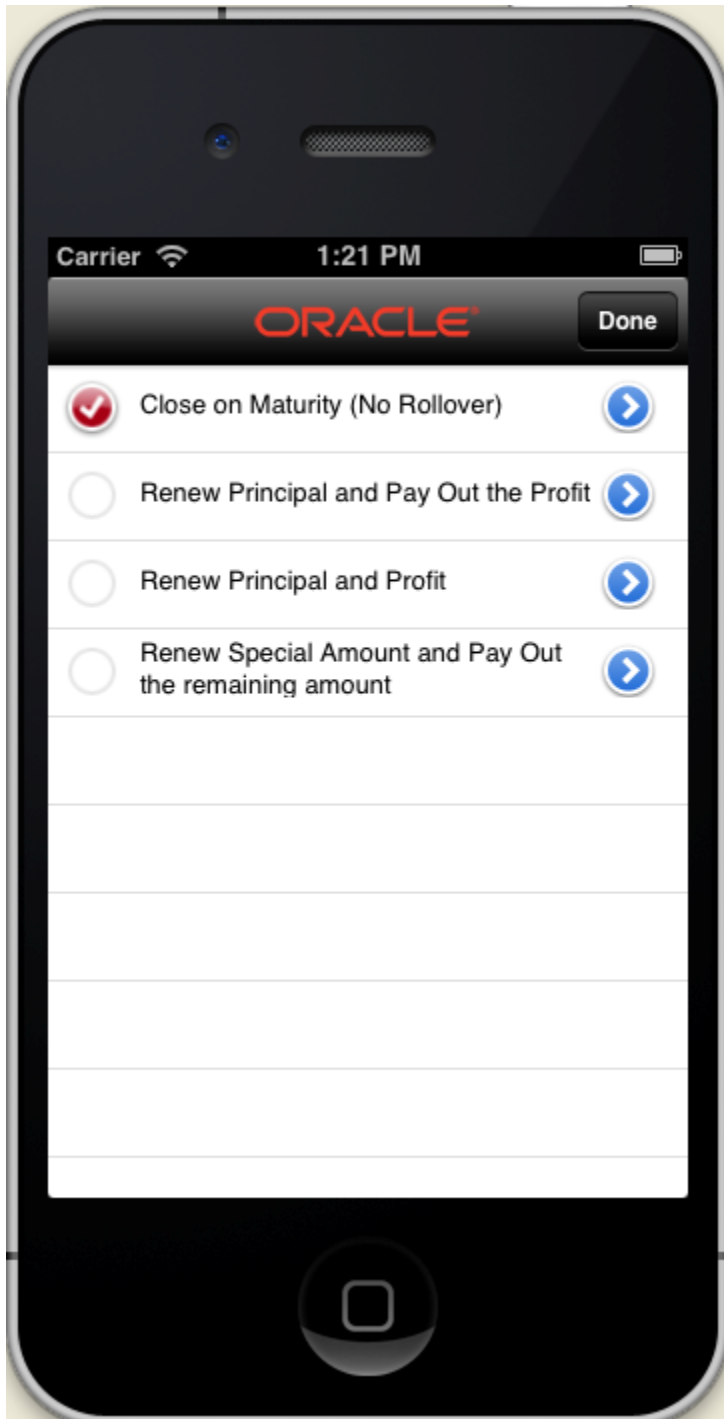 Carrier 1:21 PM
ORACLE Done
Close on Maturity (No Rollover)
Renew Principal and Pay Out the Profit
Renew Principal and Profit
Renew Special Amount and Pay Out
the remaining amount